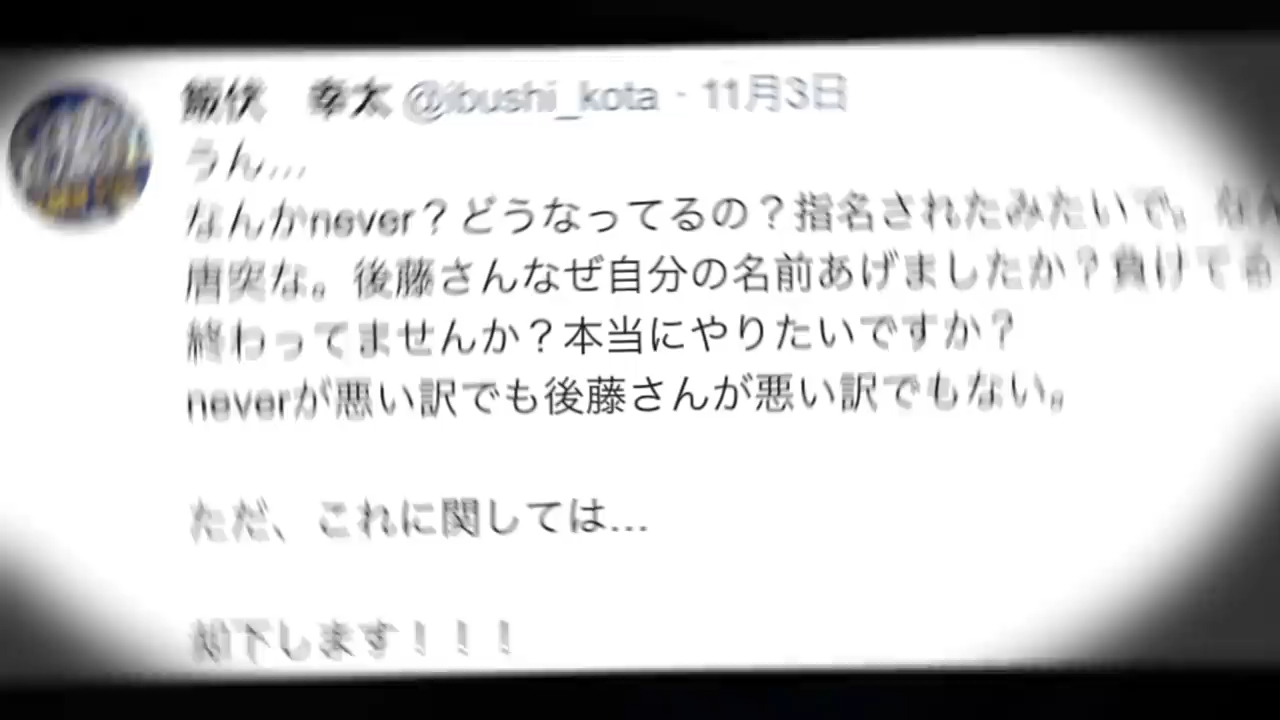 飯伏　幸太 @ibushi_kota · 11月3日
うん...
なんかnever？どうなってるの？指名されたみたいで。
唐突な。後藤さんなぜ自分の名前あげましたか？負けて
終わってませんか？本当にやりたいですか？
neverが悪い訳でも後藤さんが悪い訳でもない。
ただ、これに関しては...
却下します！！！